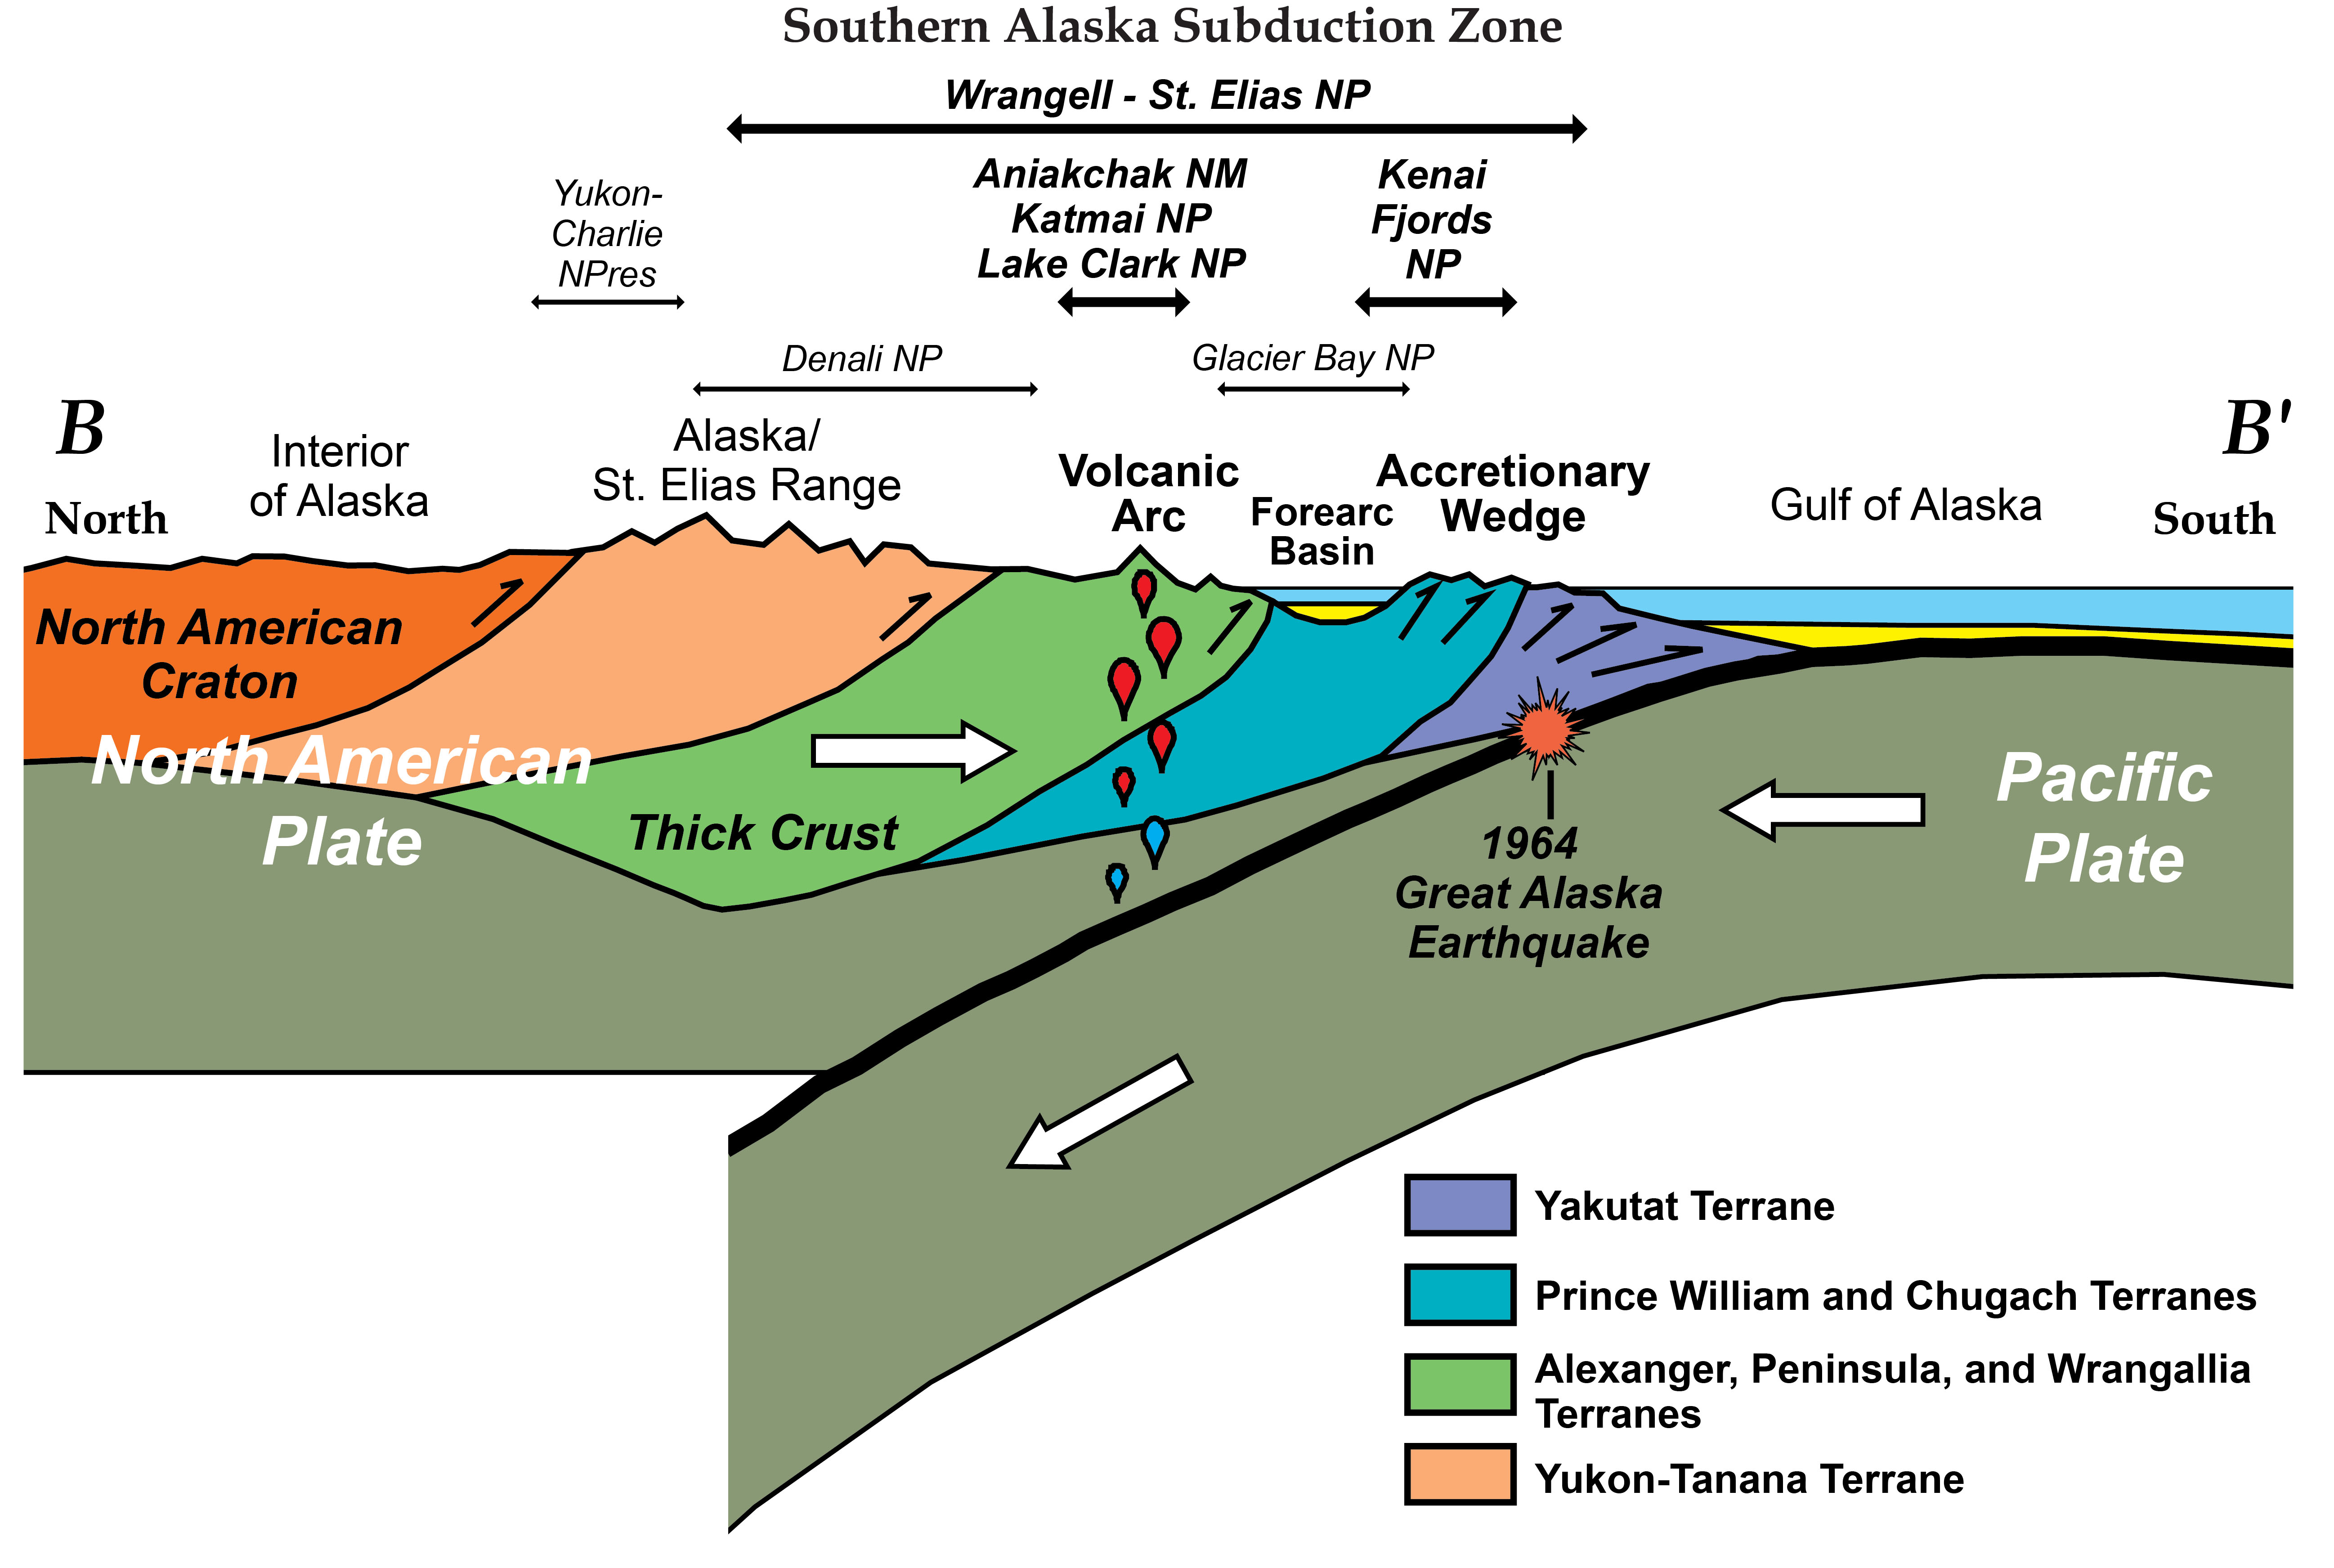 Southern Alaska Subduction Zone
Wrangell - St. Elias NP
Yukon-
Charlie
NPres
Aniakchak NM
Katmai NP
Lake Clark NP
Kenai
Fjords
NP
Denali NP
Glacier Bay NP
B
North
Interior
of Alaska
Alaska/
St. Elias Range
Volcanic
Arc
Forearc
Basin
Accretionary
Wedge
Gulf of Alaska
B'
South
North American
Craton
North American
Plate
Thick Crust
1964
Great Alaska
Earthquake
Pacific
Plate
Yakutat Terrane
Prince William and Chugach Terranes
Alexanger, Peninsula, and Wrangallia
Terranes
Yukon-Tanana Terrane